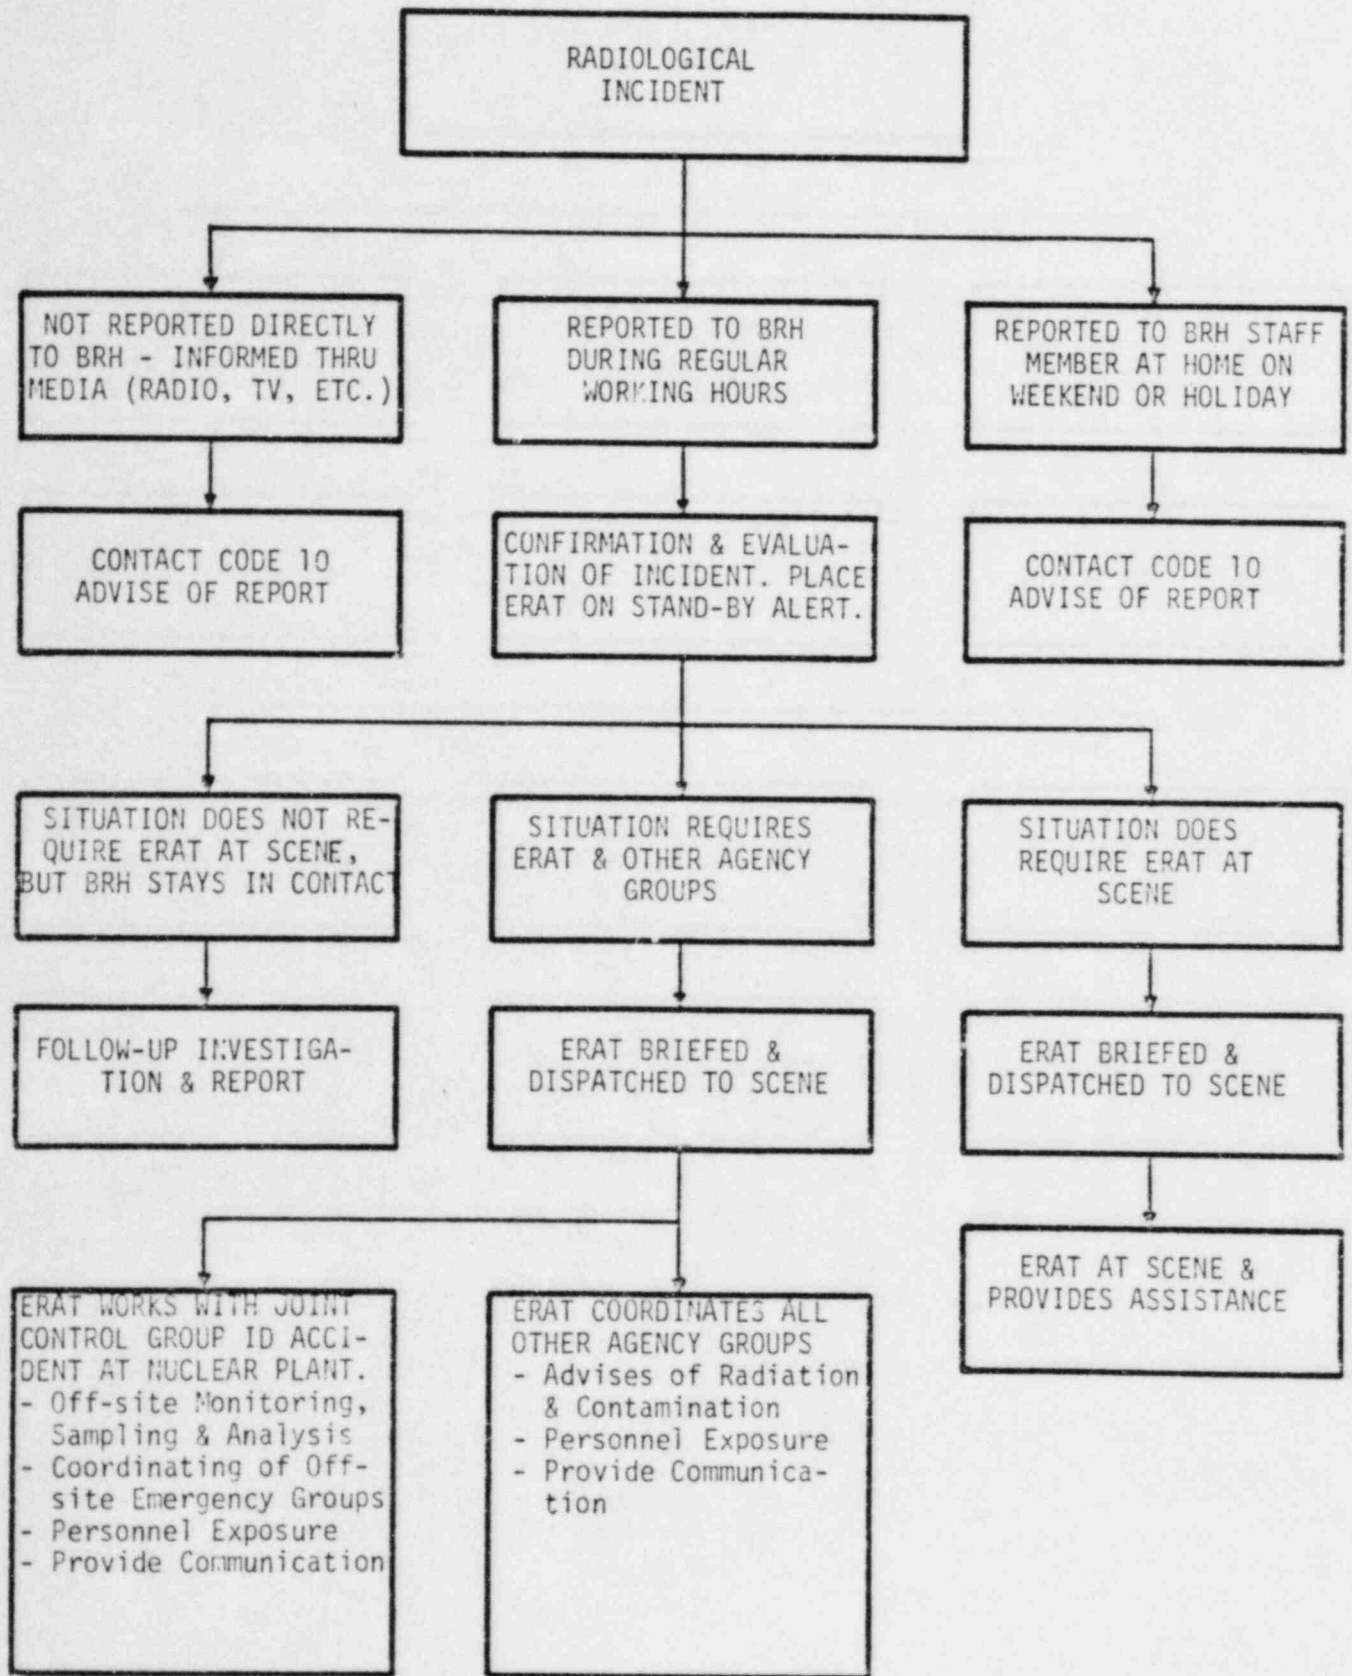 RADIOLOGICAL
INCIDENT
NOT REPORTED DIRECTLY
TO BRH - INFORMED THRU
MEDIA (RADIO, TV, ETC.)
REPORTED TO BRH
DURING REGULAR
WORKING HOURS
REPORTED TO BRH STAFF
MEMBER AT HOME ON
WEEKEND OR HOLIDAY
CONTACT CODE 10
ADVISE OF REPORT
CONFIRMATION & EVALUA-
TION OF INCIDENT. PLACE
ERAT ON STAND-BY ALERT.
CONTACT CODE 10
ADVISE OF REPORT
SITUATION DOES NOT RE-
QUIRE ERAT AT SCENE,
BUT BRH STAYS IN CONTACT
SITUATION REQUIRES
ERAT & OTHER AGENCY
GROUPS
SITUATION DOES
REQUIRE ERAT AT
SCENE
FOLLOW-UP INVESTIGA-
TION & REPORT
ERAT BRIEFED &
DISPATCHED TO SCENE
ERAT BRIEFED &
DISPATCHED TO SCENE
ERAT WORKS WITH JOINT
CONTROL GROUP ID ACCI-
DENT AT NUCLEAR PLANT.
- Off-site Monitoring,
Sampling & Analysis
- Coordinating of Off-
site Emergency Groups
- Personnel Exposure
- Provide Communication
ERAT COORDINATES ALL
OTHER AGENCY GROUPS
- Advises of Radiation
& Contamination
- Personnel Exposure
- Provide Communica-
tion
ERAT AT SCENE &
PROVIDES ASSISTANCE